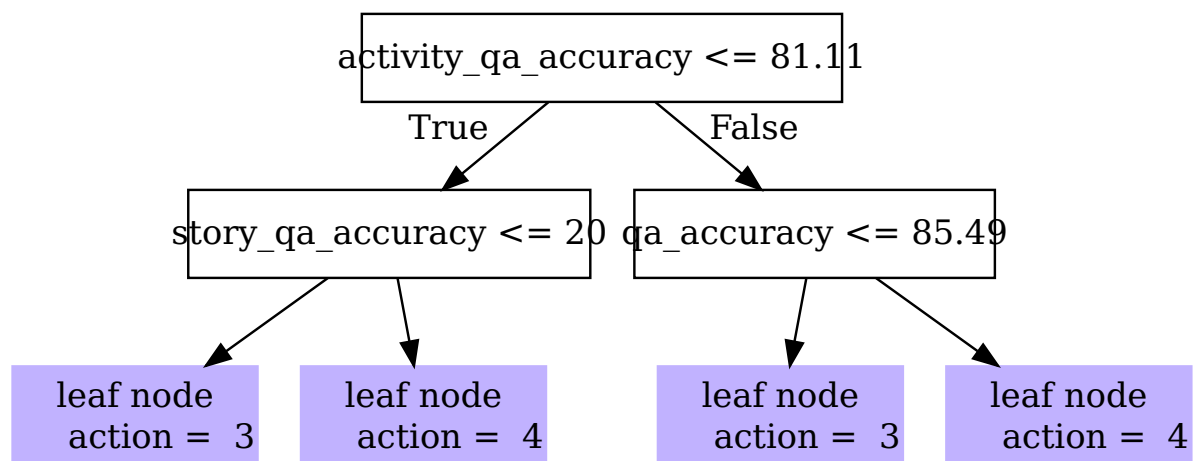 activity_qa_accuracy <= 81.11
True
False
story_qa_accuracy <= 20
qa_accuracy <= 85.49
leaf node
action = 3
leaf node
action = 4
leaf node
action = 3
leaf node
action = 4